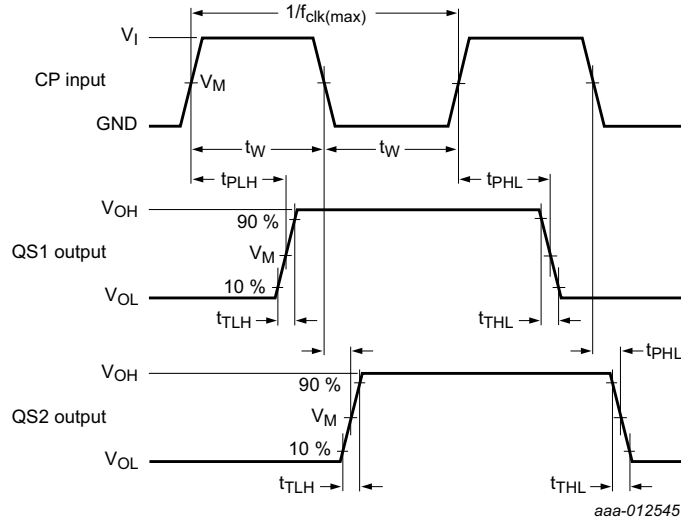 1/fclk(max)
VI
CP input
VM
GND
tW tW
tPLH tPHL
VOH
90 %
QS1 output
VM
10 %
VOL
tTLH tTHL
tPHL
VOH
90 %
QS2 output
VM
10 %
VOL
tTLH tTHL
aaa-012545